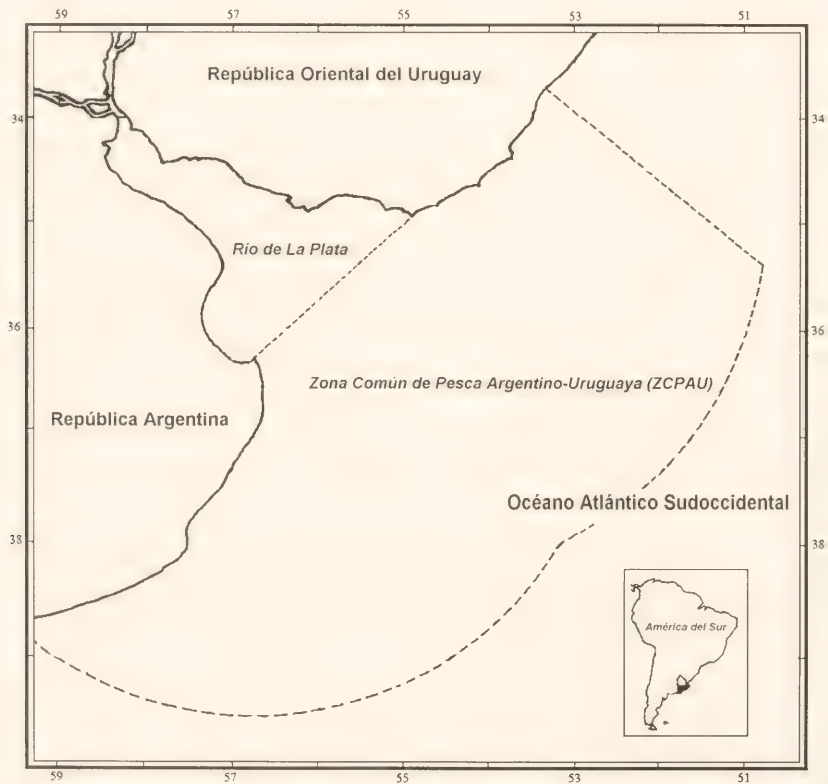 59 57 55 53 51
República Oriental del Uruguay
34 34
Río de La Plata
36 36
Zona Común de Pesca Argentino-Uruguaya (ZCPAU)
República Argentina
Océano Atlántico Sudoccidental
38 38
América del Sur
59 57 55 53 51